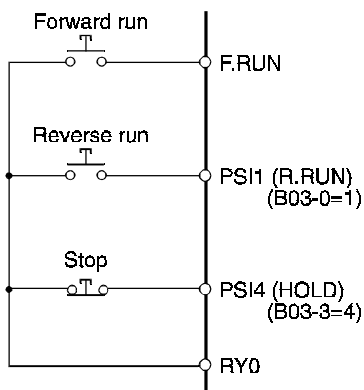 Forward run
F.RUN
Reverse run
PSI1 (R.RUN)
(B03-0=1)
Stop
PSI4 (HOLD)
(B03-3=4)
RY0